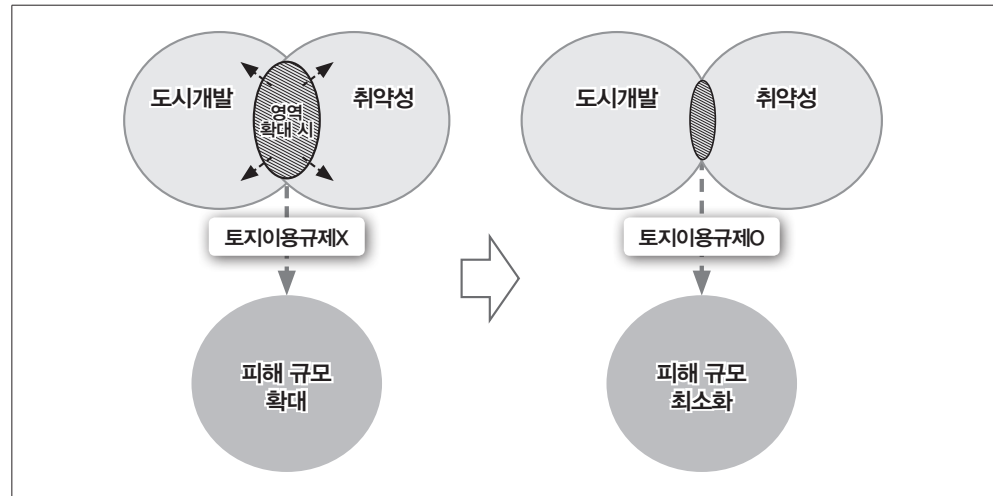 도시개발
영역
확대 시
취약성
토지이용규제X
피해 규모
확대
도시개발
취약성
토지이용규제O
피해 규모
최소화